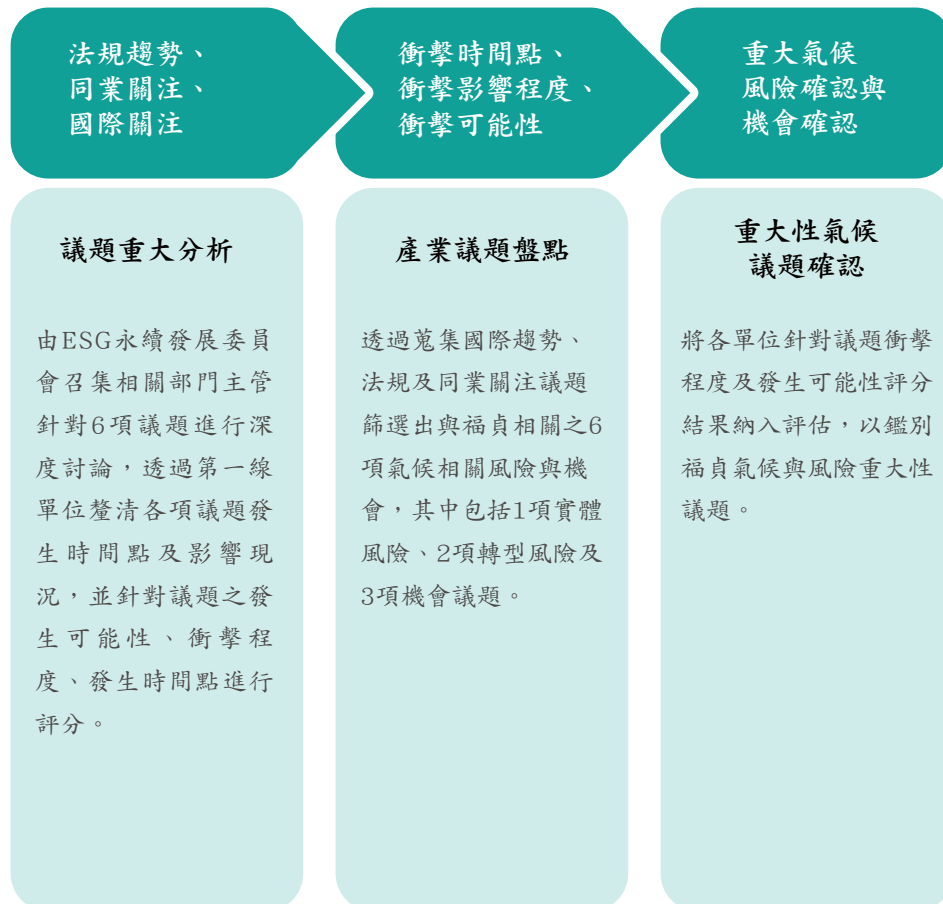 法規趨勢、
同業關注、
國際關注
衝擊時間點、
衝擊影響程度、
衝擊可能性
重大氣候
風險確認與
機會確認
議題重大分析
由ESG永續發展委員
會召集相關部門主管
針對6項議題進行深
度討論，透過第一線
單位釐清各項議題發
生時間點及影響現
況，並針對議題之發
生可能性、衝擊程
度、發生時間點進行
評分。
產業議題盤點
透過蒐集國際趨勢、
法規及同業關注議題
篩選出與福貞相關之6
項氣候相關風險與機
會，其中包括1項實體
風險、2項轉型風險及
3項機會議題。
重大性氣候
議題確認
將各單位針對議題衝擊
程度及發生可能性評分
結果納入評估，以鑑別
福貞氣候與風險重大性
議題。